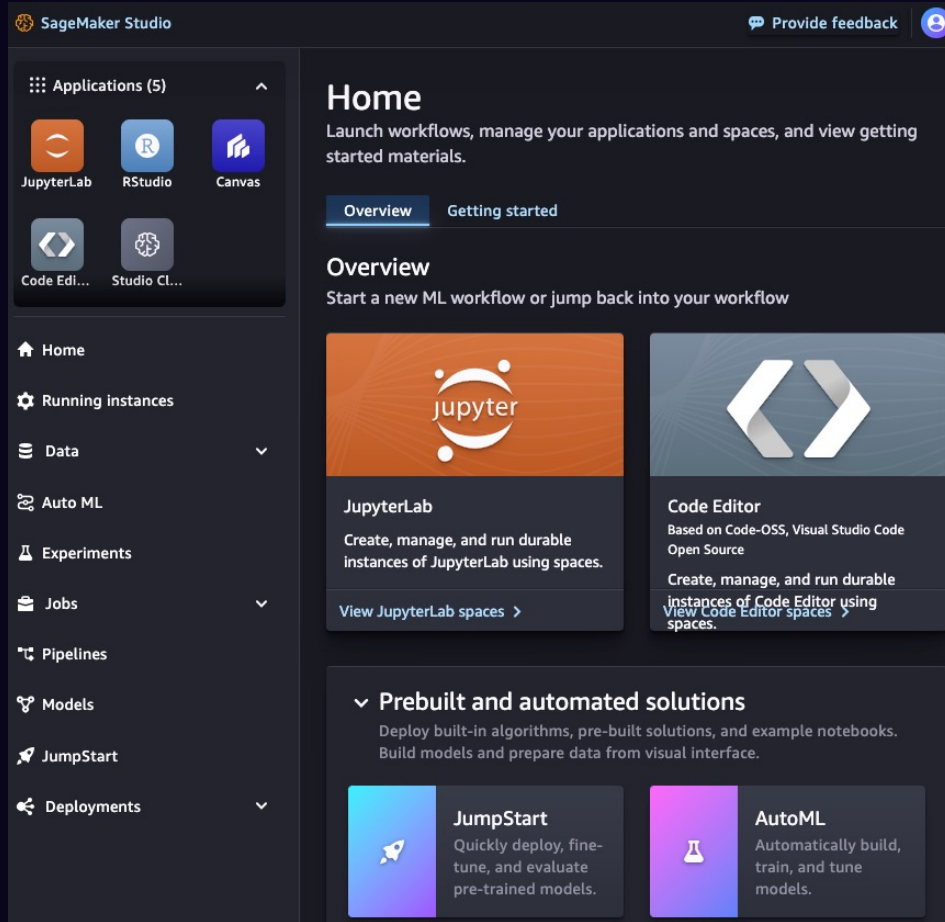 SageMaker Studio
Provide feedback
Applications (5)
JupyterLab
RStudio
Canvas
Code Edi...
Studio Cl...
Home
Running instances
Data
Auto ML
Experiments
Jobs
Pipelines
Models
JumpStart
Deployments
Home
Launch workflows, manage your applications and spaces, and view getting
started materials.
Overview
Getting started
Overview
Start a new ML workflow or jump back into your workflow
jupyter
JupyterLab
Create, manage, and run durable
instances of JupyterLab using spaces.
View JupyterLab spaces
Code Editor
Based on Code-OSS, Visual Studio Code
Open Source
Create, manage, and run durable
instances of Code Editor using
spaces.
View Code Editor spaces
Prebuilt and automated solutions
Deploy built-in algorithms, pre-built solutions, and example notebooks.
Build models and prepare data from visual interface.
JumpStart
Quickly deploy, fine-
tune, and evaluate
pre-trained models.
AutoML
Automatically build,
train, and tune
models.